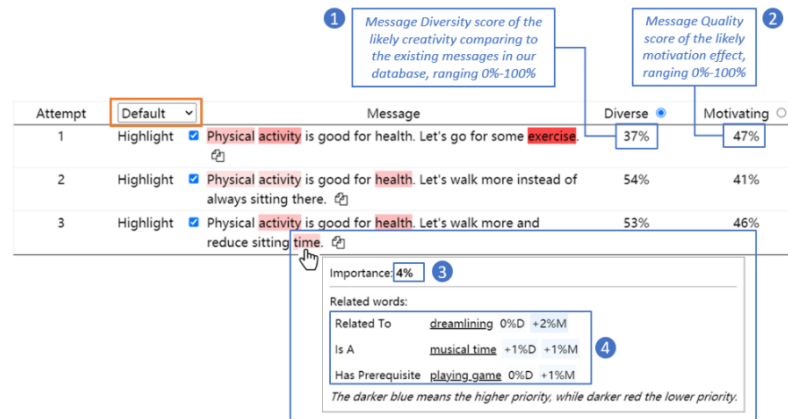 1
Message Diversity score of the
likely creativity comparing to
the existing messages in our
database, ranging 0%-100%
Message Quality
score of the likely
motivation effect,
ranging 0%-100%
2
Attempt Default Message Diverse Motivating
1 Highlight Physical activity is good for health. Let's go for some exercise. 37% 47%
2 Highlight Physical activity is good for health. Let's walk more instead of 54% 41%
always sitting there.
3 Highlight Physical activity is good for health. Let's walk more and 53% 46%
reduce sitting time.
Importance: 4% 3
Related words:
Related To dreamlining 0%D +2%M
Is A musical time +1%D +1%M 4
Has Prerequisite playing game 0%D +1%M
The darker blue means the higher priority, while darker red the lower priority.